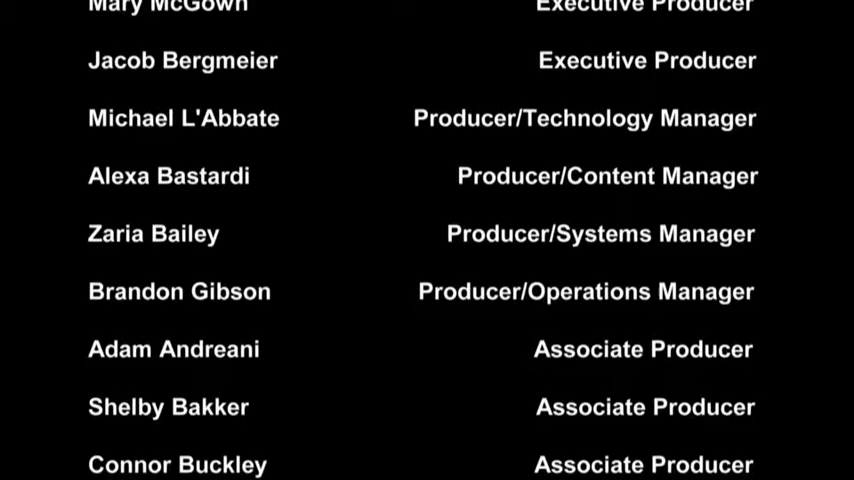 Mary McGown Executive Producer
Jacob Bergmeier Executive Producer
Michael L'Abbate Producer/Technology Manager
Alexa Bastardi Producer/Content Manager
Zaria Bailey Producer/Systems Manager
Brandon Gibson Producer/Operations Manager
Adam Andreani Associate Producer
Shelby Bakker Associate Producer
Connor Buckley Associate Producer